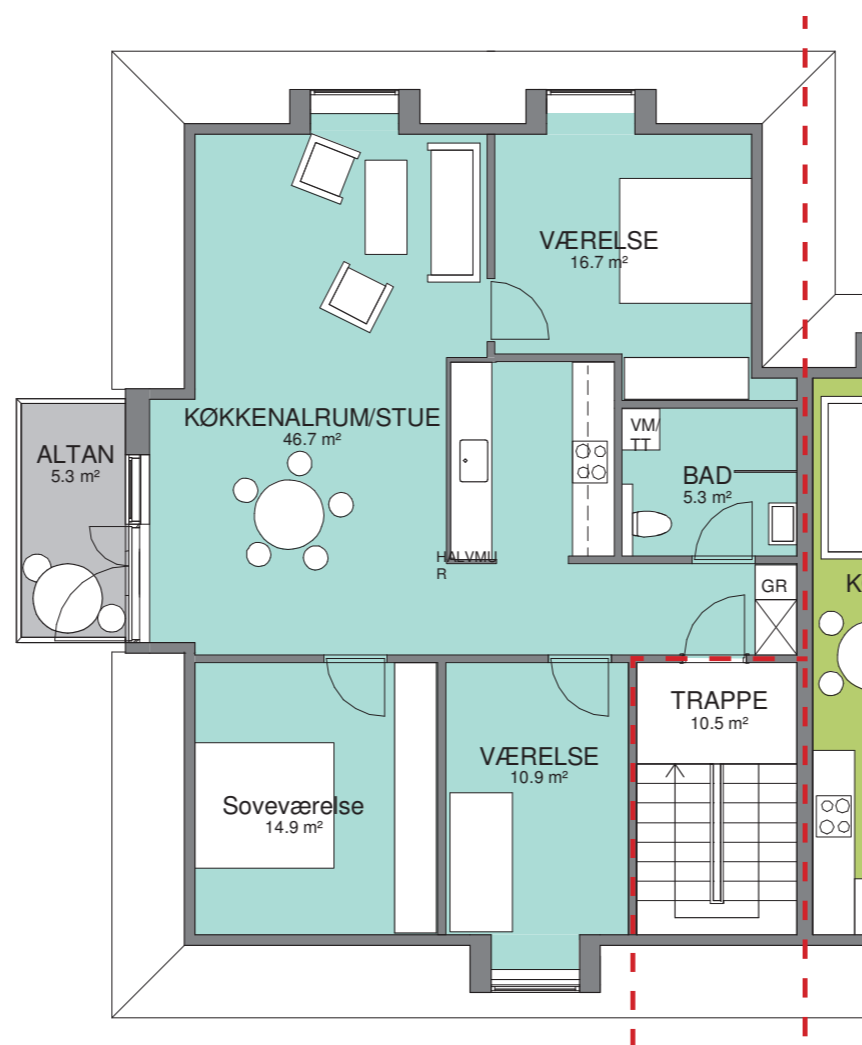 VÆRELSE
16.7 m²
KØKKENALRUM/STUE
46.7 m²
ALTAN
5.3 m²
VM/
TT
BAD
5.3 m²
HALVMU
R
GR
K
TRAPPE
10.5 m²
VÆRELSE
10.9 m²
Soveværelse
14.9 m²